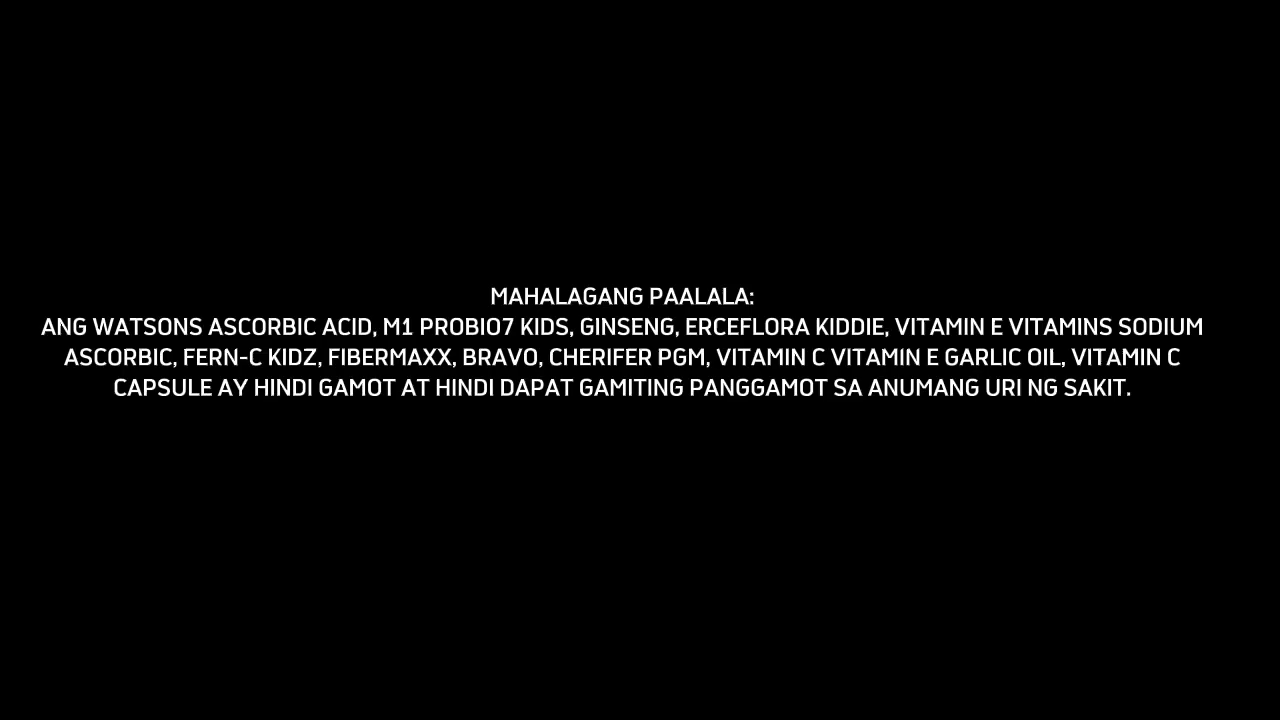 MAHALAGANG PAALALA:
ANG WATSONS ASCORBIC ACID, M1 PROBIO7 KIDS, GINSENG, ERCEFLORA KIDDIE, VITAMIN E VITAMINS SODIUM
ASCORBIC, FERN-C KIDZ, FIBERMAXX, BRAVO, CHERIFER PGM, VITAMIN C VITAMIN E GARLIC OIL, VITAMIN C
CAPSULE AY HINDI GAMOT AT HINDI DAPAT GAMITING PANGGAMOT SA ANUMANG URI NG SAKIT.